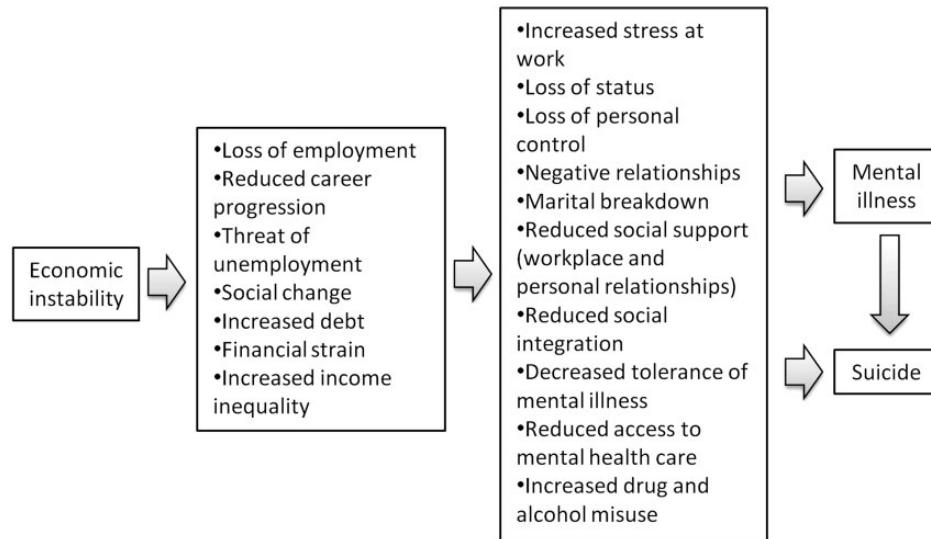 Economic
instability
•Loss of employment
•Reduced career
progression
•Threat of
unemployment
•Social change
•Increased debt
•Financial strain
•Increased income
inequality
•Increased stress at
work
•Loss of status
•Loss of personal
control
•Negative relationships
•Marital breakdown
•Reduced social support
(workplace and
personal relationships)
•Reduced social
integration
•Decreased tolerance of
mental illness
•Reduced access to
mental health care
•Increased drug and
alcohol misuse
Mental
illness
Suicide